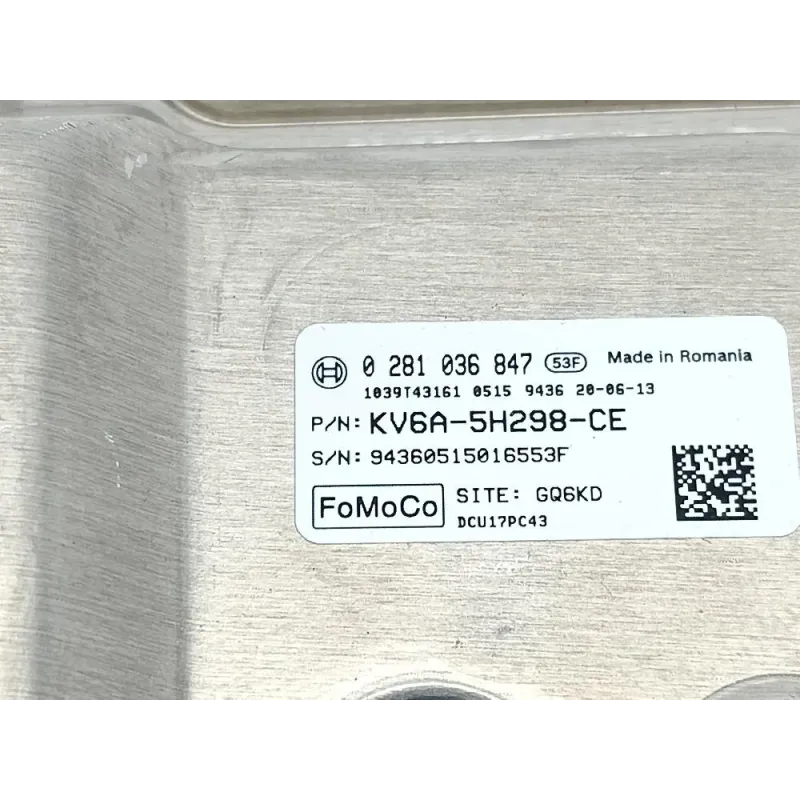 0 281 036 847 53F Made in Romania
1039T43161 0515 9436 20-06-13
P/N: KV6A-5H298-CE
S/N: 94360515016553F
FoMoCo SITE: GQ6KD
DCU17PC43